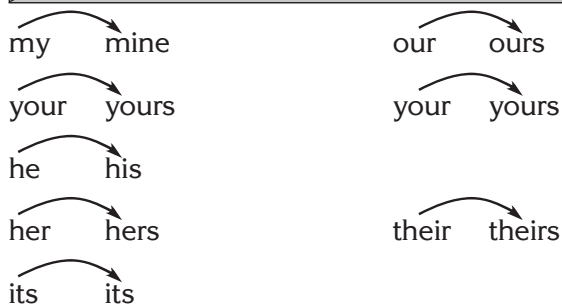 my mine our ours
your yours your yours
he his
her hers their theirs
its its